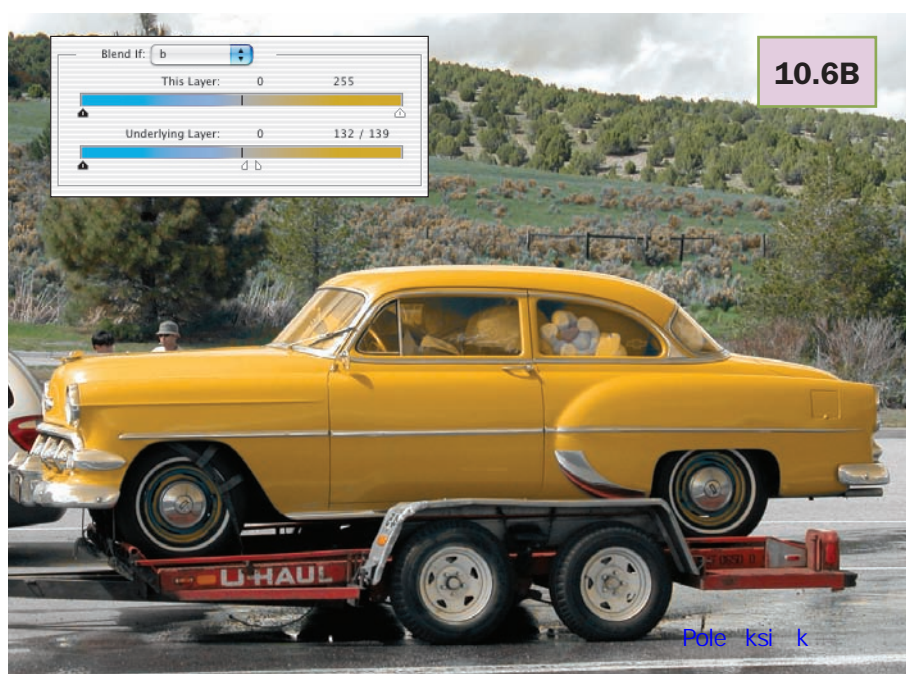 Blend If: b
10.6B
This Layer: 0 255
Underlying Layer: 0 132 / 139
U-HAUL
Pole ksi k